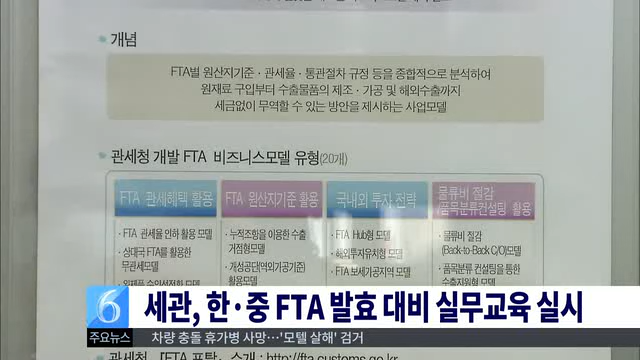 개념
FTA별 원산지기준·관세율·통관절차 규정 등을 종합적으로 분석하여
원재료 구입부터 수출물품의 제조·가공 및 해외수출까지
세금없이 무역할 수 있는 방안을 제시하는 사업모델
관세청 개발 FTA 비즈니스모델 유형(20개)
FTA 관세혜택 활용
• FTA 관세율 인하 활용 모델
• 상대국 FTA를 활용한
무관세모델
FTA 원산지기준 활용
• 누적조항을 이용한 수출
거점형모델
• 개성공단(역외가공기준)
활용모델
국내외 투자 전략
• FTA Hub형 모델
• 해외투자유치형 모델
• FTA 보세가공지역 모델
물류비 절감
/품목분류컨설팅 활용
• 물류비 절감
(Back-to-Back C/O)모델
• 품목분류 컨설팅을 통한
수출지원형 모델
6 세관, 한·중 FTA 발효 대비 실무교육 실시
주요뉴스 차량 충돌 휴가병 사망…'모텔 살해' 검거
관세청 「FTA 포탈」 소개 : http://fta.customs.go.kr